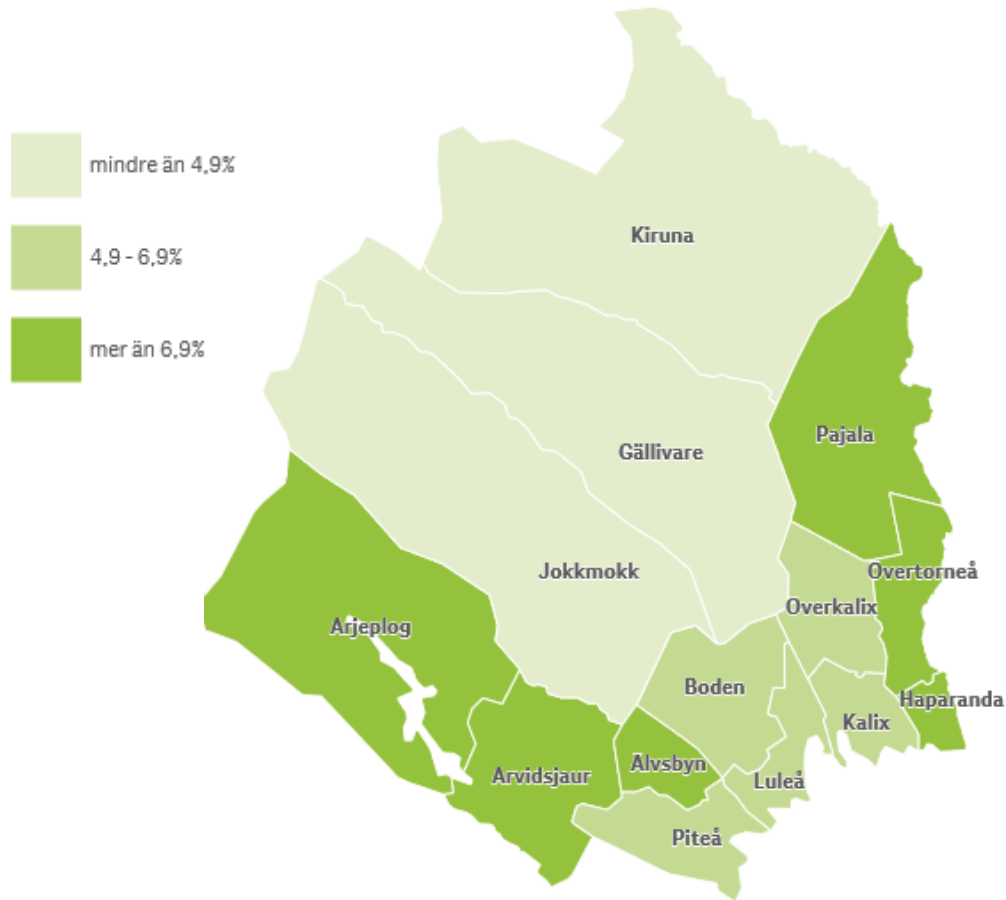 mindre än 4,9%
4,9 - 6,9%
mer än 6,9%
Kiruna
Pajala
Gällivare
Jokkmokk
Overtorneå
Overkalix
Arjeplog
Boden
Haparanda
Kalix
Alvsbyn
Arvidsjaur
Luleå
Piteå